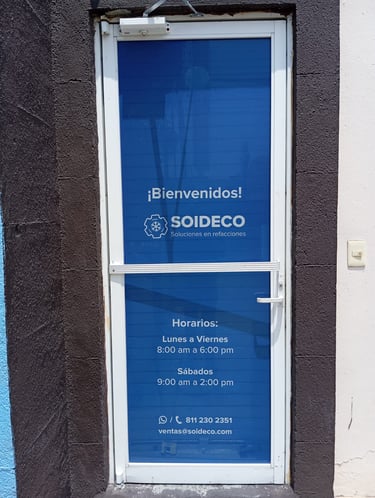 ¡Bienvenidos!
SOIDECO
Soluciones en refacciones
Horarios:
Lunes a Viernes
8:00 am a 6:00 pm
Sábados
9:00 am a 2:00 pm
/ 811 230 2351
ventas@soideco.com